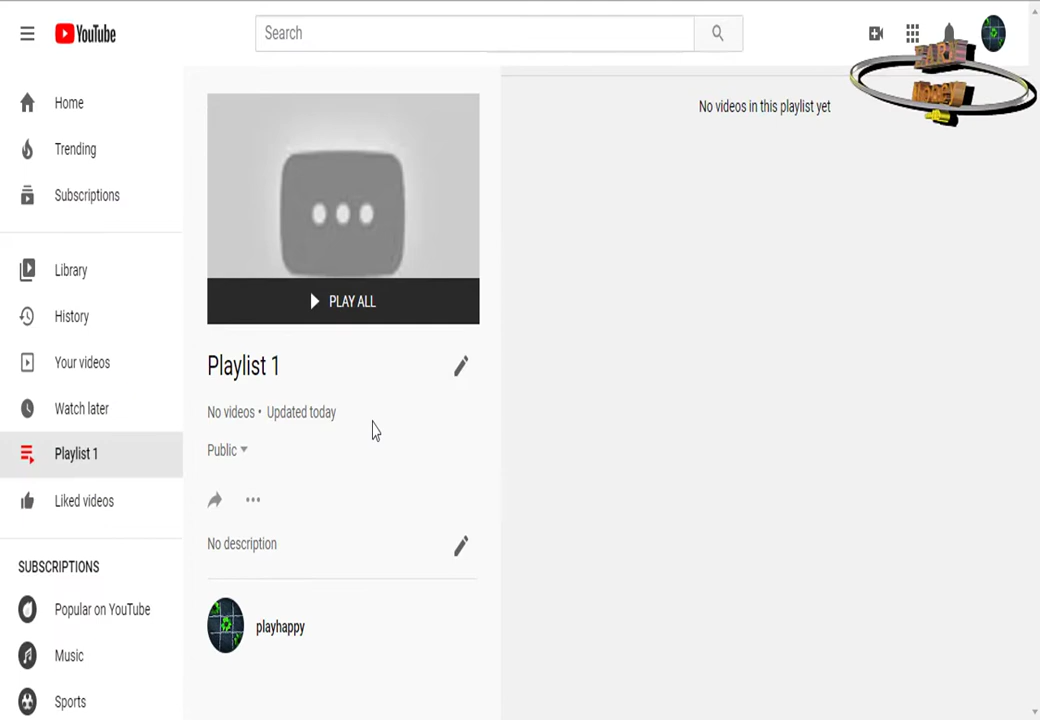 YouTube
Search
EARN
Money
Home
Trending
Subscriptions
Library
History
Your videos
Watch later
Playlist 1
Liked videos
SUBSCRIPTIONS
Popular on YouTube
Music
Sports
PLAY ALL
Playlist 1
No videos • Updated today
Public
No description
playhappy
No videos in this playlist yet